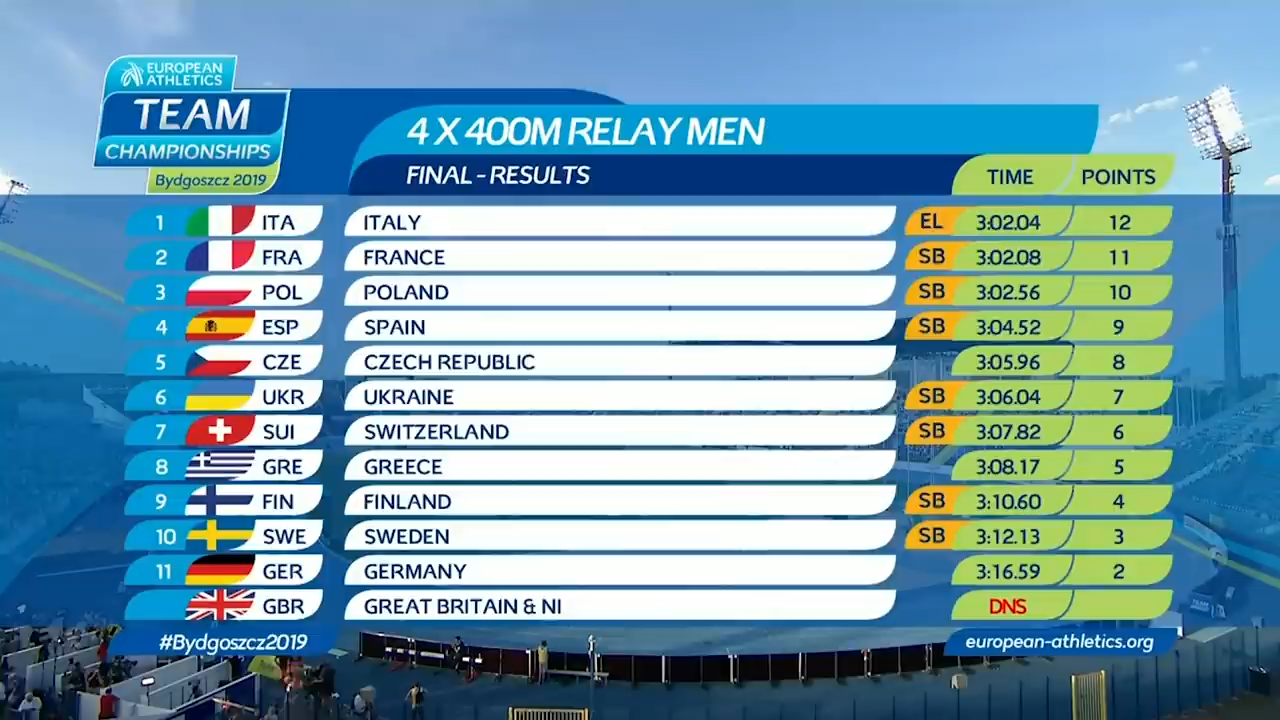 EUROPEAN
ATHLETICS
TEAM
CHAMPIONSHIPS
Bydgoszcz 2019
4 X 400M RELAY MEN
FINAL - RESULTS TIME POINTS
1 ITA ITALY EL 3:02.04 12
2 FRA FRANCE SB 3:02.08 11
3 POL POLAND SB 3:02.56 10
4 ESP SPAIN SB 3:04.52 9
5 CZE CZECH REPUBLIC 3:05.96 8
6 UKR UKRAINE SB 3:06.04 7
7 SUI SWITZERLAND SB 3:07.82 6
8 GRE GREECE 3:08.17 5
9 FIN FINLAND SB 3:10.60 4
10 SWE SWEDEN SB 3:12.13 3
11 GER GERMANY 3:16.59 2
GBR GREAT BRITAIN & NI DNS
#Bydgoszcz2019 european-athletics.org